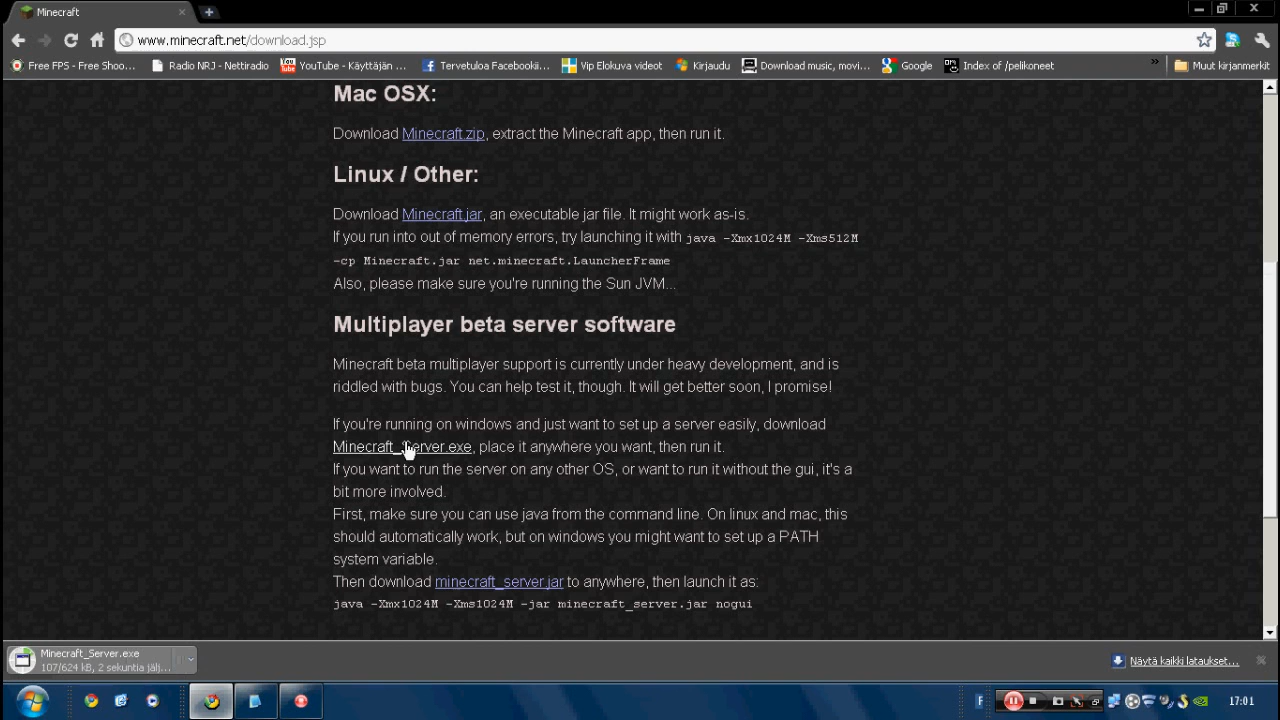 Minecraft
www.minecraft.net/download.jsp
Free FPS - Free Shoo...
Radio NRJ - Nettiradio
YouTube - Käyttäjän ...
Tervetuloa Facebookii...
Vip Elokuva videot
Kirjaudu
Download music, movi...
Google
Index of /pelikoneet
»
Muut kirjanmerkit
Mac OSX:
Download Minecraft.zip, extract the Minecraft app, then run it.
Linux / Other:
Download Minecraft.jar, an executable jar file. It might work as-is.
If you run into out of memory errors, try launching it with java -Xmx1024M -Xms512M
-cp Minecraft.jar net.minecraft.LauncherFrame
Also, please make sure you're running the Sun JVM...
Multiplayer beta server software
Minecraft beta multiplayer support is currently under heavy development, and is
riddled with bugs. You can help test it, though. It will get better soon, I promise!
If you're running on windows and just want to set up a server easily, download
Minecraft_Server.exe, place it anywhere you want, then run it.
If you want to run the server on any other OS, or want to run it without the gui, it's a
bit more involved.
First, make sure you can use java from the command line. On linux and mac, this
should automatically work, but on windows you might want to set up a PATH
system variable.
Then download minecraft_server.jar to anywhere, then launch it as:
java -Xmx1024M -Xms1024M -jar minecraft_server.jar nogui
Minecraft_Server.exe
107/624 kB, 2 sekuntia jälj...
Näytä kaikki lataukset...
17:01